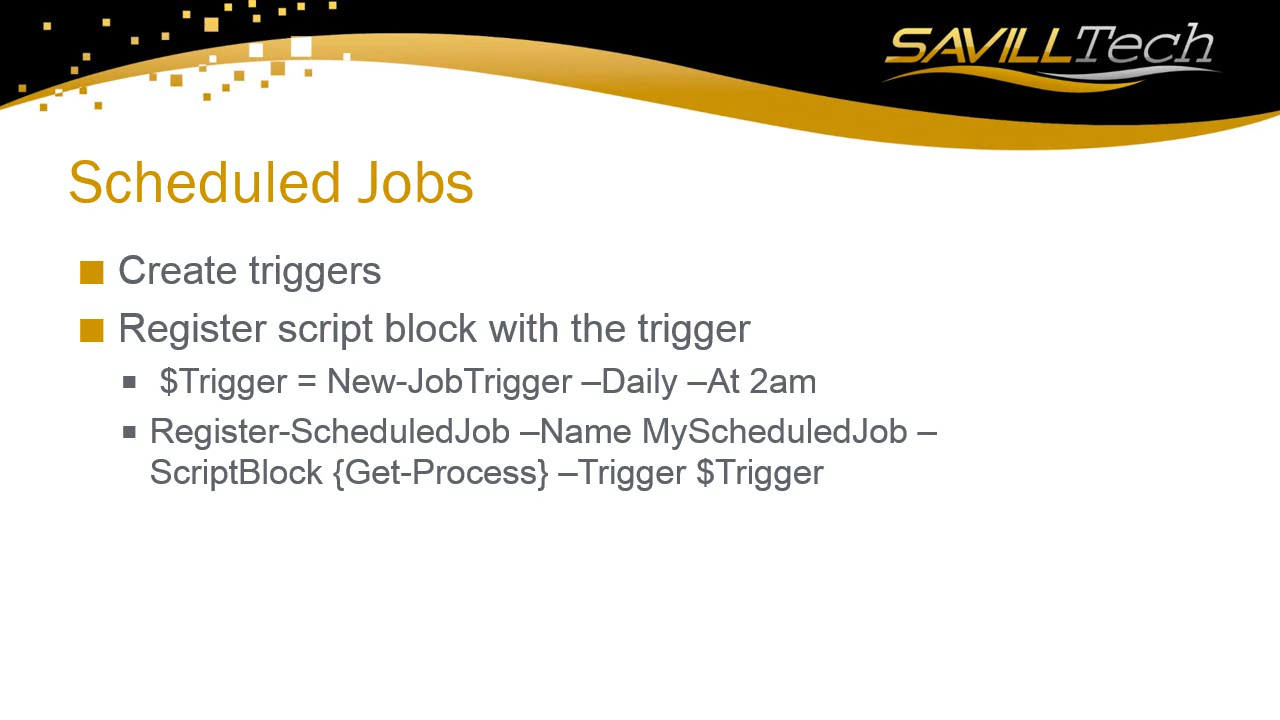 SAVILLTech
Scheduled Jobs
Create triggers
Register script block with the trigger
$Trigger = New-JobTrigger –Daily –At 2am
Register-ScheduledJob –Name MyScheduledJob –
ScriptBlock {Get-Process} –Trigger $Trigger